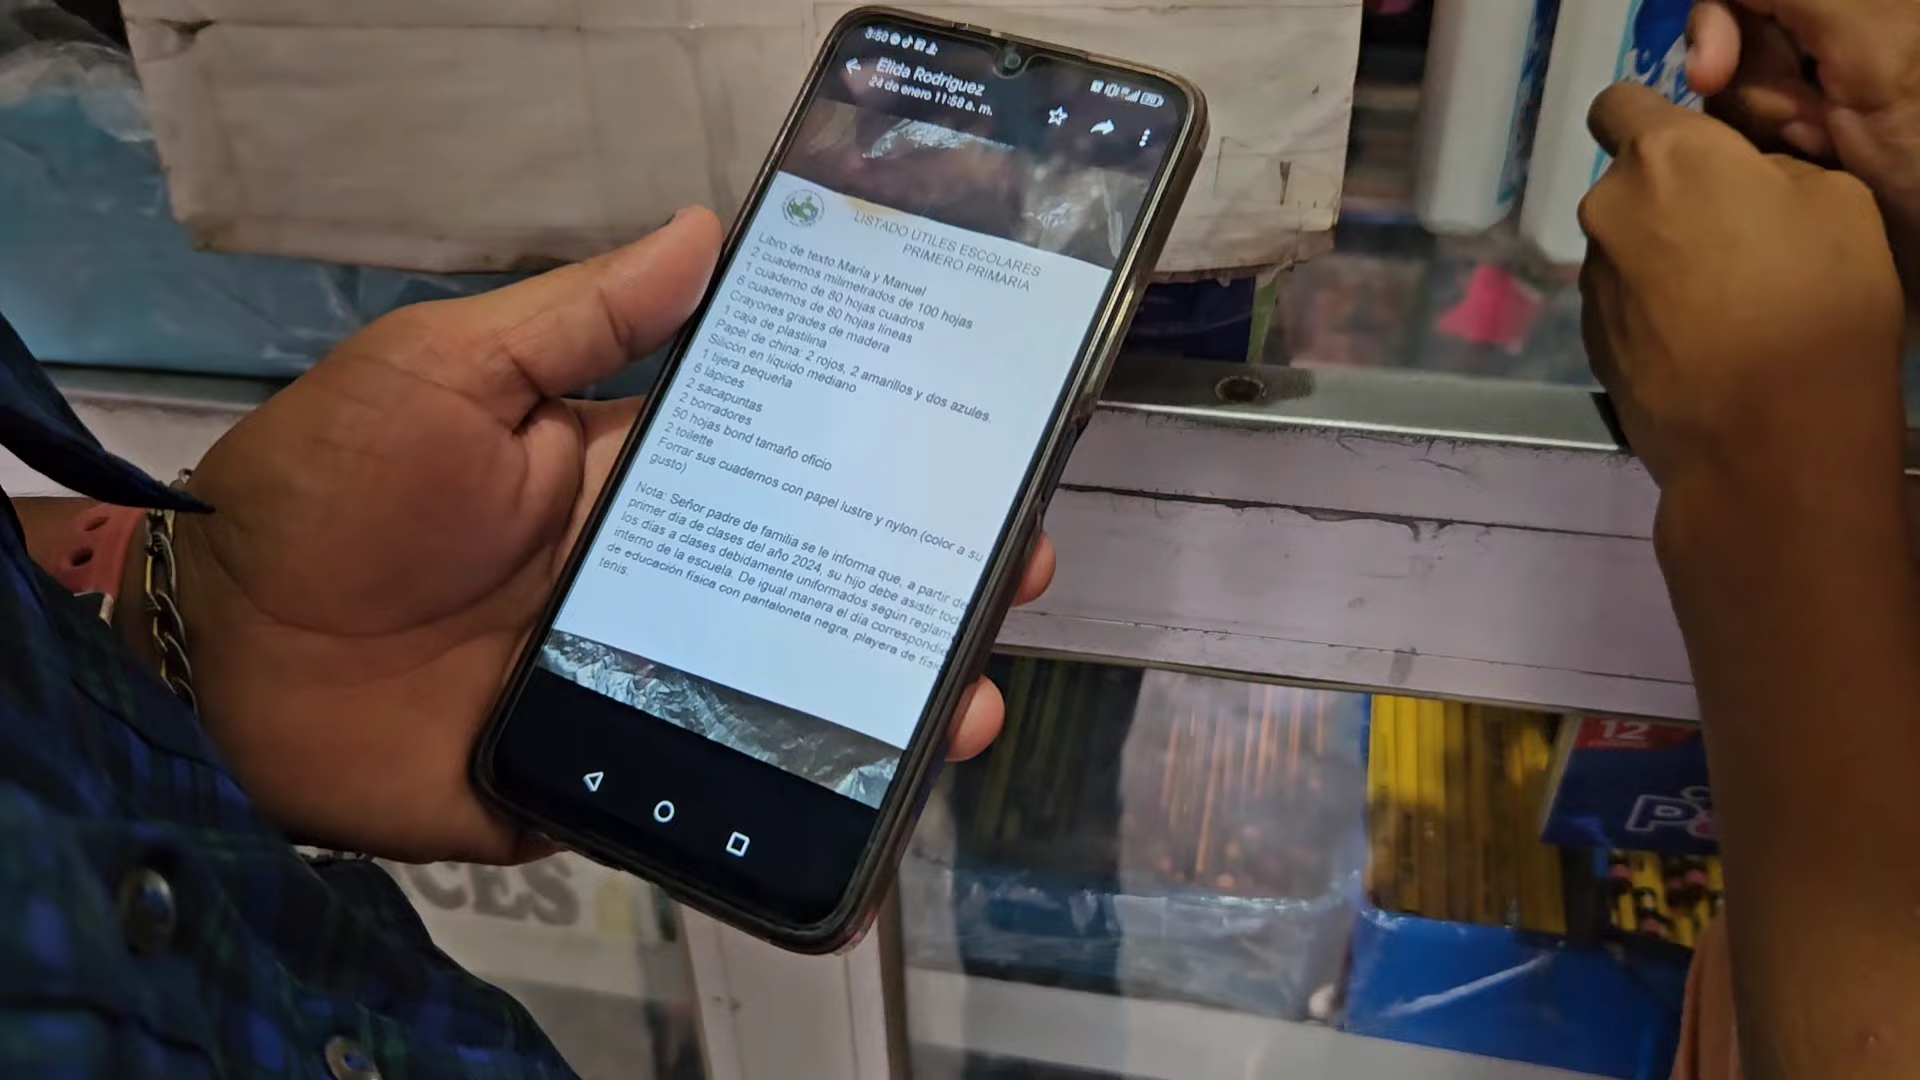 3:50
Elida Rodriguez
24 de enero 11:58 a. m.
LISTADO ÚTILES ESCOLARES
PRIMERO PRIMARIA
Libro de texto María y Manuel
2 cuadernos milimetrados de 100 hojas
1 cuaderno de 80 hojas cuadros
6 cuadernos de 80 hojas líneas
Crayones grades de madera
1 caja de plastilina
Papel de china: 2 rojos, 2 amarillos y dos azules.
Silicón en líquido mediano
1 tijera pequeña
6 lápices
2 sacapuntas
2 borradores
50 hojas bond tamaño oficio
2 toilette
Forrar sus cuadernos con papel lustre y nylon (color a su
gusto)
Nota: Señor padre de familia se le informa que, a partir de
primer día de clases del año 2024, su hijo debe asistir tod
los días a clases debidamente uniformados según reglam
interno de la escuela. De igual manera el día correspondie
de educación física con pantaloneta negra, playera de físi
tenis.
12
CES